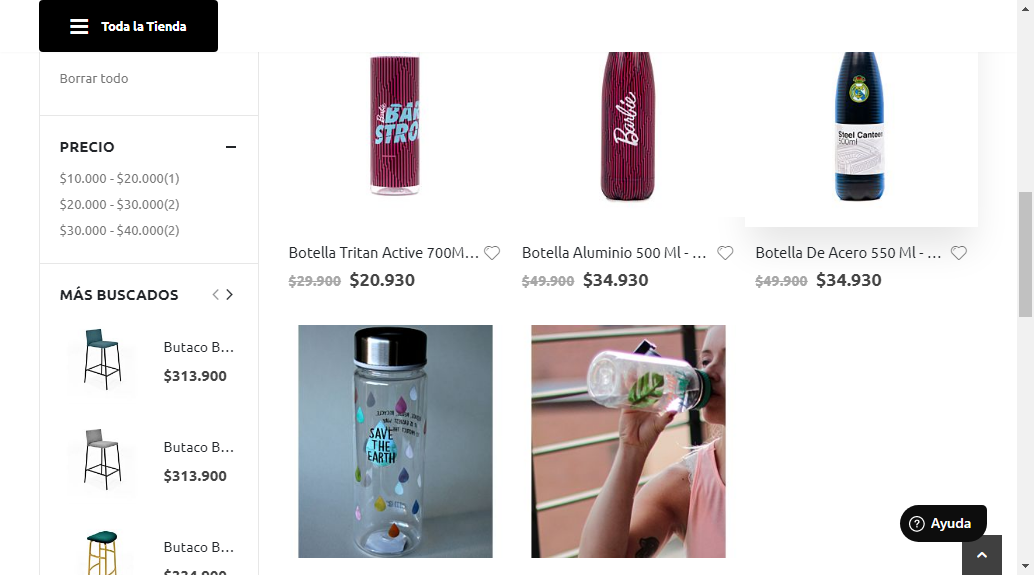 Toda la Tienda
Borrar todo
PRECIO
$10.000 - $20.000(1)
$20.000 - $30.000(2)
$30.000 - $40.000(2)
MÁS BUSCADOS
Butaco B...
$313.900
Butaco B...
$313.900
Butaco B...
Barbie
BAR
STRO
Barbie
Steel Canteen
500ml
Botella Tritan Active 700M...
$29.900 $20.930
Botella Aluminio 500 Ml - ...
$49.900 $34.930
Botella De Acero 550 Ml - ...
$49.900 $34.930
SAVE
THE
EARTH
Ayuda